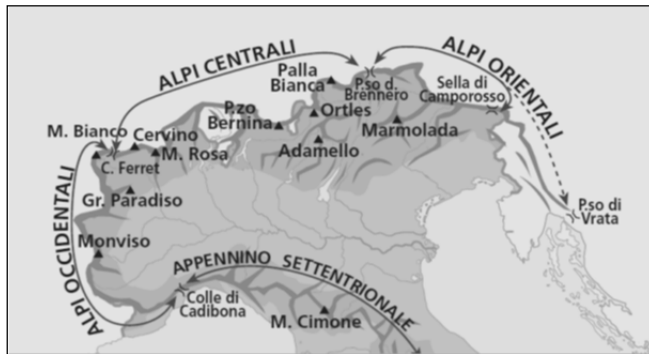 ALPI CENTRALI
ALPI ORIENTALI
Palla
Bianca
P.so d.
Brennero
Sella di
Camporosso
P.zo
Bernina
Ortles
Marmolada
M. Bianco
Cervino
C. Ferret
M. Rosa
Adamello
Gr. Paradiso
ALPI OCCIDENTALI
Monviso
P.so di
Vrata
APPENNINO SETTENTRIONALE
Colle di
Cadibona
M. Cimone